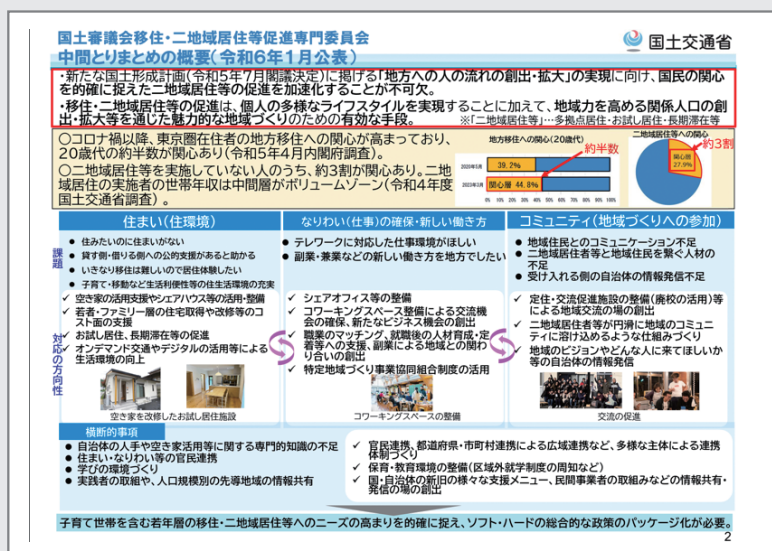 国土審議会移住・二地域居住等促進専門委員会
中間とりまとめの概要(令和6年1月公表)
国土交通省
・新たな国土形成計画(令和5年7月閣議決定)に掲げる「地方への人の流れの創出・拡大」の実現に向け、国民の関心
を的確に捉えた二地域居住等の促進を加速化することが不可欠。
・移住・二地域居住等の促進は、個人の多様なライフスタイルを実現することに加えて、地域力を高める関係人口の創
出・拡大等を通じた魅力的な地域づくりのための有効な手段。
※「二地域居住等」…多拠点居住・お試し居住・長期滞在等
○コロナ禍以降、東京圏在住者の地方移住への関心が高まっており、
20歳代の約半数が関心あり(令和5年4月内閣府調査)。
○二地域居住等を実施していない人のうち、約3割が関心あり。二地
域居住の実施者の世帯年収は中間層がボリュームゾーン(令和4年度
国土交通省調査)。
地方移住への関心(20歳代)
約半数
39.2%
2023年3月
関心層 44.8%
0% 10% 20% 30% 40% 50% 60% 70% 80% 90% 100%
二地域居住等への関心
約3割
関心層
27.9%
住まい(住環境)
なりわい(仕事)の確保・新しい働き方
コミュニティ(地域づくりへの参加)
課題
● 住みたいのに住まいがない
● 貸す側・借りる側への公的支援があると助かる
● いきなり移住は難しいので居住体験したい
● 子育て・移動など生活利便性等の住生活環境の充実
● テレワークに対応した仕事環境がほしい
● 副業・兼業などの新しい働き方を地方でしたい
● 地域住民とのコミュニケーション不足
● 二地域居住者等と地域住民を繋ぐ人材の
不足
● 受け入れる側の自治体の情報発信不足
対応の方向性
✓ 空き家の活用支援やシェアハウス等の活用・整備
✓ 若者・ファミリー層の住宅取得や改修等のコ
スト面の支援
✓ お試し居住、長期滞在等の促進
✓ オンデマンド交通やデジタルの活用等による
生活環境の向上
空き家を改修したお試し居住施設
✓ シェアオフィス等の整備
✓ コワーキングスペース整備による交流機
会の確保、新たなビジネス機会の創出
✓ 職業のマッチング、就職後の人材育成・定
着等への支援、副業による地域との関わ
り合いの創出
✓ 特定地域づくり事業協同組合制度の活用
コワーキングスペースの整備
✓ 定住・交流促進施設の整備(廃校の活用)等
による地域交流の場の創出
✓ 二地域居住者等が円滑に地域のコミュニ
ティに溶け込めるような仕組みづくり
✓ 地域のビジョンやどんな人に来てほしいか
等の自治体の情報発信
交流の促進
横断的事項
● 自治体の人手や空き家活用等に関する専門的知識の不足
● 住まい・なりわい等の官民連携
● 学びの環境づくり
● 実践者の取組や、人口規模別の先導地域の情報共有
✓ 官民連携、都道府県・市町村連携による広域連携など、多様な主体による連携
体制づくり
✓ 保育・教育環境の整備(区域外就学制度の周知など)
✓ 国・自治体の新旧の様々な支援メニュー、民間事業者の取組みなどの情報共有・
発信の場の創出
子育て世帯を含む若年層の移住・二地域居住等へのニーズの高まりを的確に捉え、ソフト・ハードの総合的な政策のパッケージ化が必要。
2